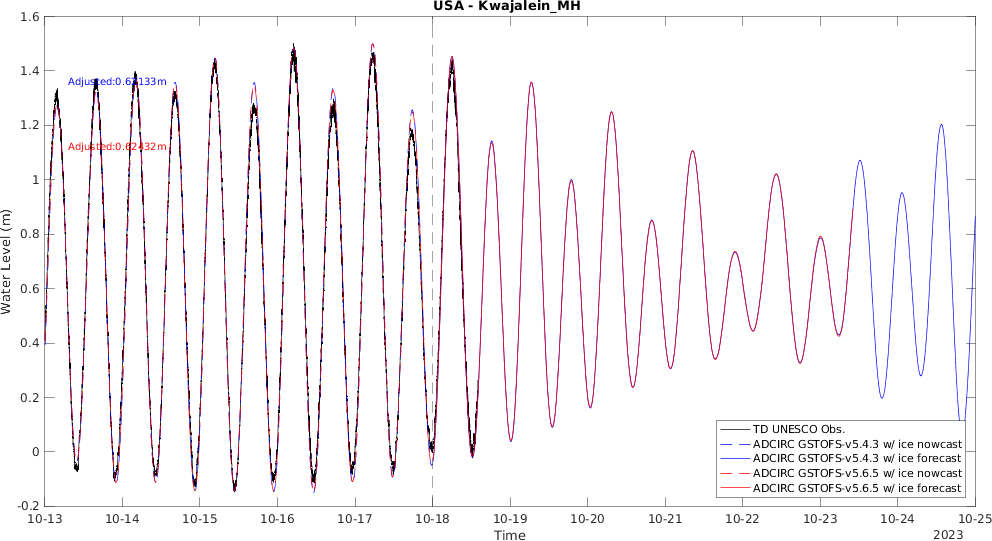 USA - Kwajalein_MH
1.6
1.4
1.2
1
0.8
0.6
0.4
0.2
0
-0.2
Water Level (m)
Adjusted:0.62133m
Adjusted:0.62432m
TD UNESCO Obs.
ADCIRC GSTOFS-v5.4.3 w/ ice nowcast
ADCIRC GSTOFS-v5.4.3 w/ ice forecast
ADCIRC GSTOFS-v5.6.5 w/ ice nowcast
ADCIRC GSTOFS-v5.6.5 w/ ice forecast
10-13 10-14 10-15 10-16 10-17 10-18 10-19 10-20 10-21 10-22 10-23 10-24 10-25
Time
2023